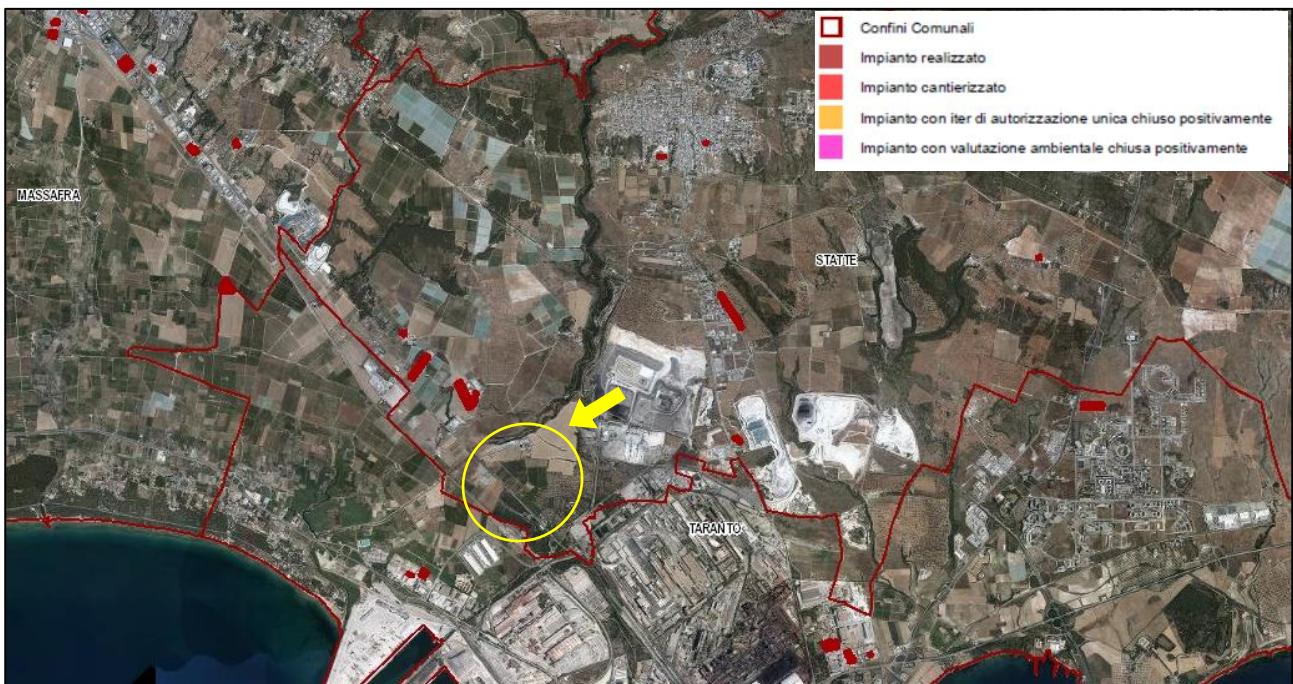 Confini Comunali
Impianto realizzato
Impianto cantierizzato
Impianto con iter di autorizzazione unica chiuso positivamente
Impianto con valutazione ambientale chiusa positivamente
MASSAFRA
STATTE
TARANTO